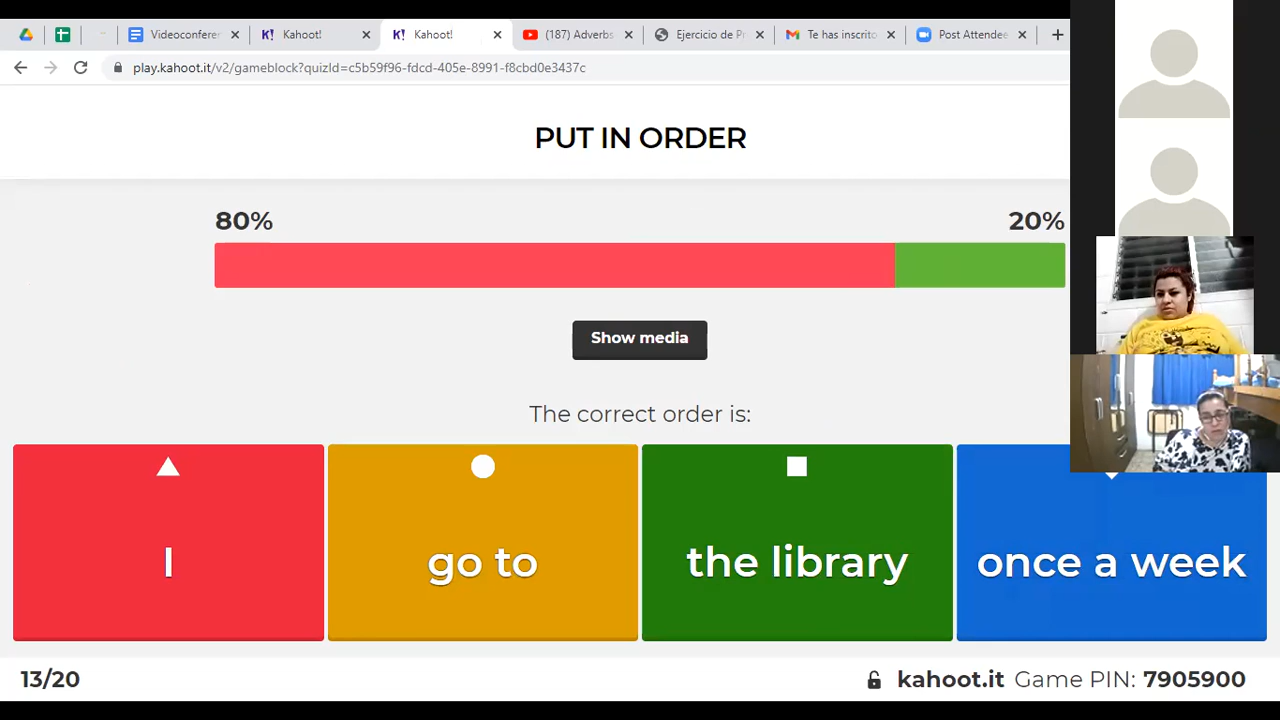 Videoconferen
Kahoot!
Kahoot!
(187) Adverbs
Ejercicio de Pr
Te has inscrito
Post Attendee
play.kahoot.it/v2/gameblock?quizId=c5b59f96-fdcd-405e-8991-f8cbd0e3437c
PUT IN ORDER
80%
20%
Show media
The correct order is:
I
go to
the library
once a week
13/20
kahoot.it Game PIN: 7905900